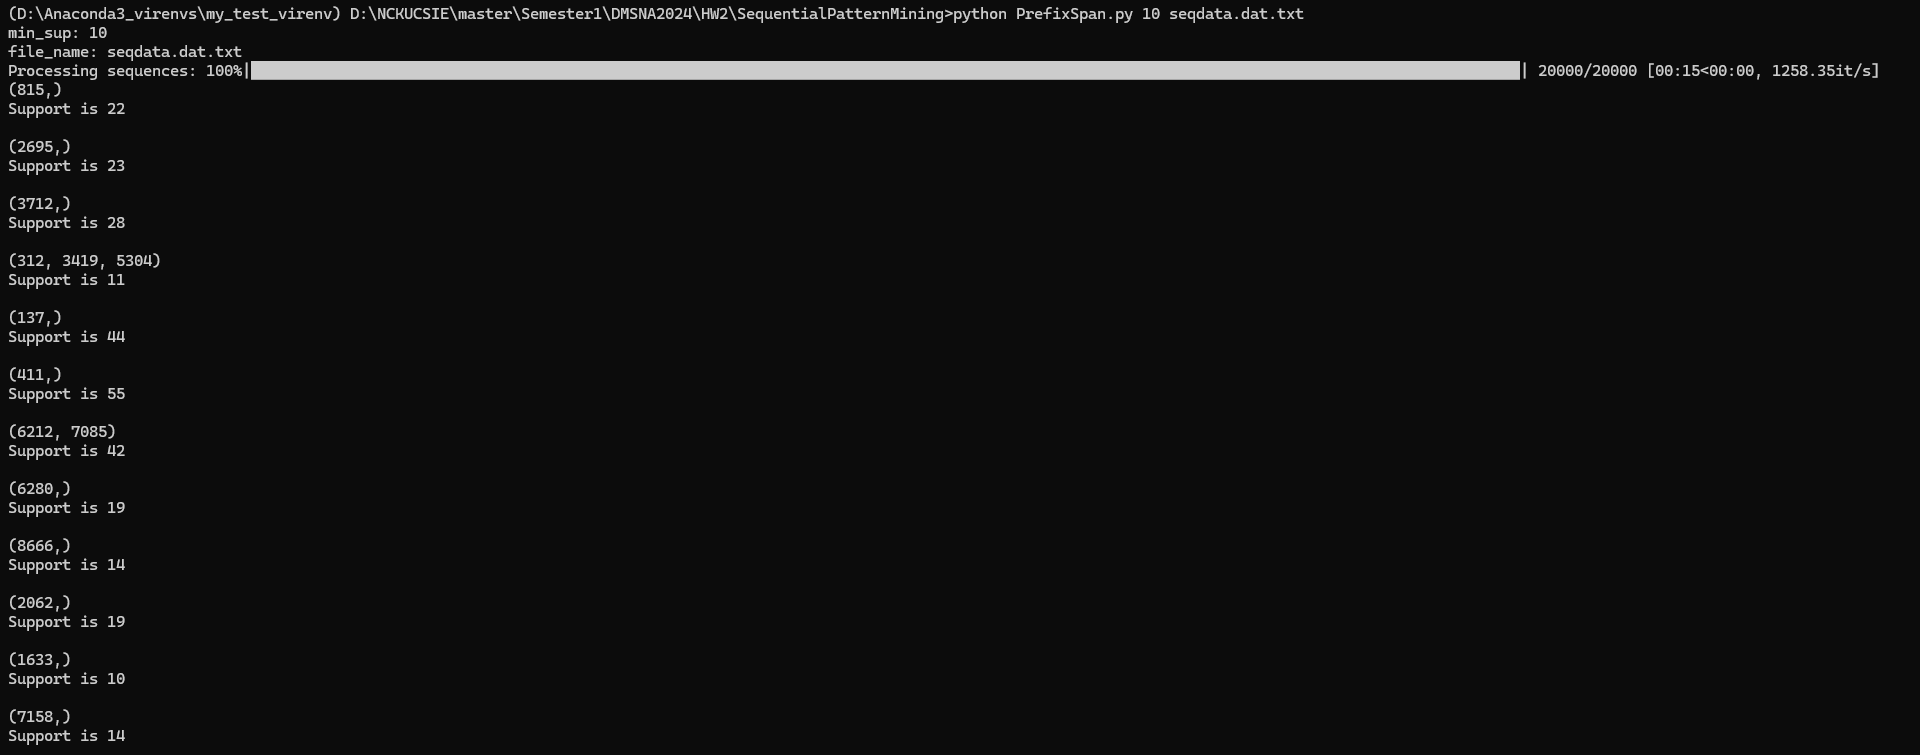 (D:\Anaconda3_virenvs\my_test_virenv) D:\NCKUCSIE\master\Semester1\DMSNA2024\HW2\SequentialPatternMining>python PrefixSpan.py 10 seqdata.dat.txt
min_sup: 10
file_name: seqdata.dat.txt
Processing sequences: 100%|| 20000/20000 [00:15<00:00, 1258.35it/s]
(815,)
Support is 22
(2695,)
Support is 23
(3712,)
Support is 28
(312, 3419, 5304)
Support is 11
(137,)
Support is 44
(411,)
Support is 55
(6212, 7085)
Support is 42
(6280,)
Support is 19
(8666,)
Support is 14
(2062,)
Support is 19
(1633,)
Support is 10
(7158,)
Support is 14